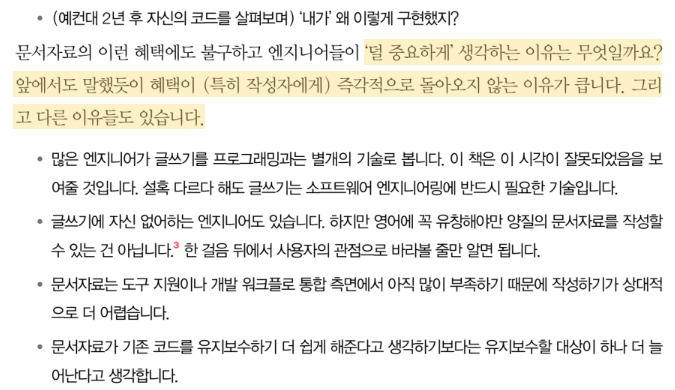 • (예컨대 2년 후 자신의 코드를 살펴보며) ‘내가’ 왜 이렇게 구현했지?
문서자료의 이런 혜택에도 불구하고 엔지니어들이 ‘덜 중요하게’ 생각하는 이유는 무엇일까요?
앞에서도 말했듯이 혜택이 (특히 작성자에게) 즉각적으로 돌아오지 않는 이유가 큽니다. 그리
고 다른 이유들도 있습니다.
• 많은 엔지니어가 글쓰기를 프로그래밍과는 별개의 기술로 봅니다. 이 책은 이 시각이 잘못되었음을 보
여줄 것입니다. 설혹 다르다 해도 글쓰기는 소프트웨어 엔지니어링에 반드시 필요한 기술입니다.
• 글쓰기에 자신 없어하는 엔지니어도 있습니다. 하지만 영어에 꼭 유창해야만 양질의 문서자료를 작성할
수 있는 건 아닙니다.3 한 걸음 뒤에서 사용자의 관점으로 바라볼 줄만 알면 됩니다.
• 문서자료는 도구 지원이나 개발 워크플로 통합 측면에서 아직 많이 부족하기 때문에 작성하기가 상대적
으로 더 어렵습니다.
• 문서자료가 기존 코드를 유지보수하기 더 쉽게 해준다고 생각하기보다는 유지보수할 대상이 하나 더 늘
어난다고 생각합니다.